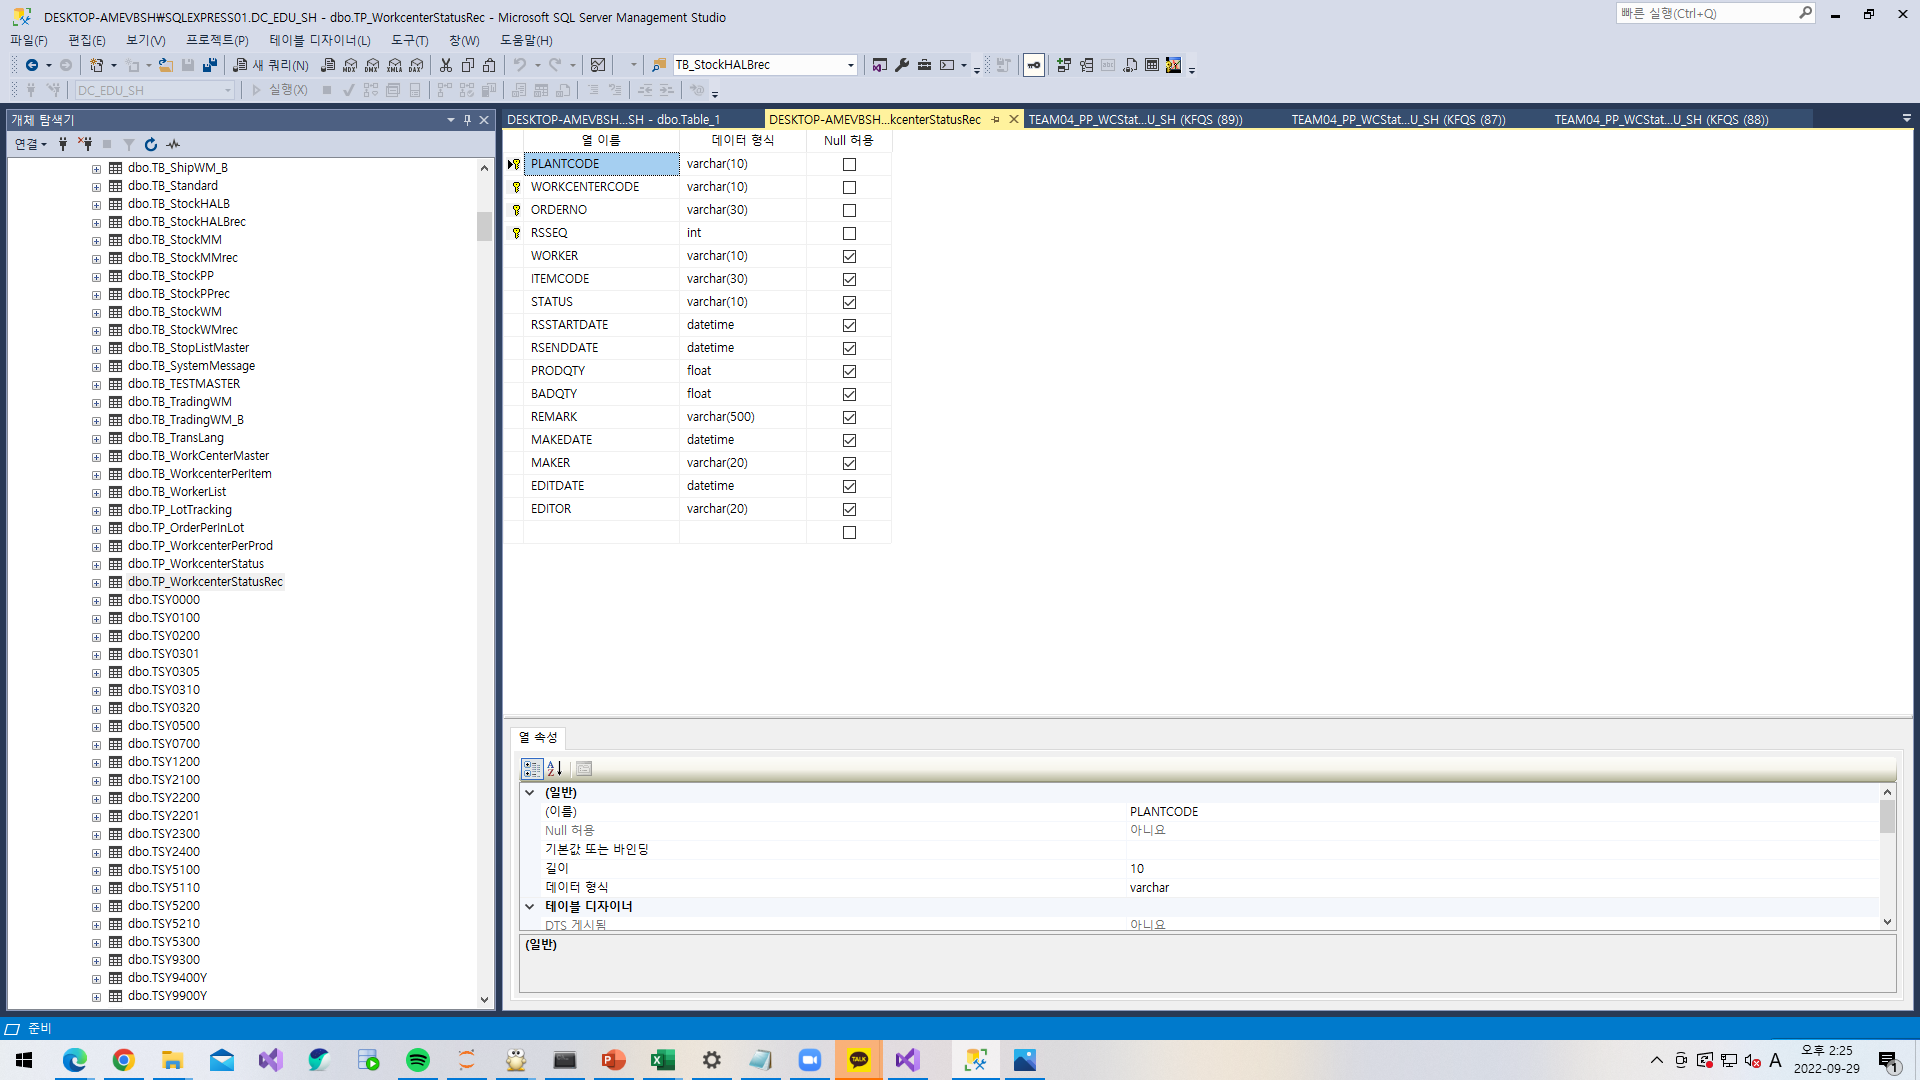 DESKTOP-AMEVBSH₩SQLEXPRESS01.DC_EDU_SH - dbo.TP_WorkcenterStatusRec - Microsoft SQL Server Management Studio
빠른 실행(Ctrl+Q)
파일(F) 편집(E) 보기(V) 프로젝트(P) 테이블 디자이너(L) 도구(T) 창(W) 도움말(H)
새 쿼리(N) MDX DMX XMLA DAX TB_StockHALBrec
DC_EDU_SH 실행(X)
개체 탐색기
연결
dbo.TB_ShipWM_B
dbo.TB_Standard
dbo.TB_StockHALB
dbo.TB_StockHALBrec
dbo.TB_StockMM
dbo.TB_StockMMrec
dbo.TB_StockPP
dbo.TB_StockPPrec
dbo.TB_StockWM
dbo.TB_StockWMrec
dbo.TB_StopListMaster
dbo.TB_SystemMessage
dbo.TB_TESTMASTER
dbo.TB_TradingWM
dbo.TB_TradingWM_B
dbo.TB_TransLang
dbo.TB_WorkCenterMaster
dbo.TB_WorkcenterPerItem
dbo.TB_WorkerList
dbo.TP_LotTracking
dbo.TP_OrderPerInLot
dbo.TP_WorkcenterPerProd
dbo.TP_WorkcenterStatus
dbo.TP_WorkcenterStatusRec
dbo.TSY0000
dbo.TSY0100
dbo.TSY0200
dbo.TSY0301
dbo.TSY0305
dbo.TSY0310
dbo.TSY0320
dbo.TSY0500
dbo.TSY0700
dbo.TSY1200
dbo.TSY2100
dbo.TSY2200
dbo.TSY2201
dbo.TSY2300
dbo.TSY2400
dbo.TSY5100
dbo.TSY5110
dbo.TSY5200
dbo.TSY5210
dbo.TSY5300
dbo.TSY9300
dbo.TSY9400Y
dbo.TSY9900Y
DESKTOP-AMEVBSH...SH - dbo.Table_1 DESKTOP-AMEVBSH...kcenterStatusRec TEAM04_PP_WCStat...U_SH (KFQS (89)) TEAM04_PP_WCStat...U_SH (KFQS (87)) TEAM04_PP_WCStat...U_SH (KFQS (88))
열 이름 데이터 형식 Null 허용
PLANTCODE varchar(10)
WORKCENTERCODE varchar(10)
ORDERNO varchar(30)
RSSEQ int
WORKER varchar(10)
ITEMCODE varchar(30)
STATUS varchar(10)
RSSTARTDATE datetime
RSENDDATE datetime
PRODQTY float
BADQTY float
REMARK varchar(500)
MAKEDATE datetime
MAKER varchar(20)
EDITDATE datetime
EDITOR varchar(20)
열 속성
(일반)
(이름) PLANTCODE
Null 허용 아니요
기본값 또는 바인딩
길이 10
데이터 형식 varchar
테이블 디자이너
DTS 게시됨 아니요
(일반)
준비
TALK
A
오후 2:25
2022-09-29
1